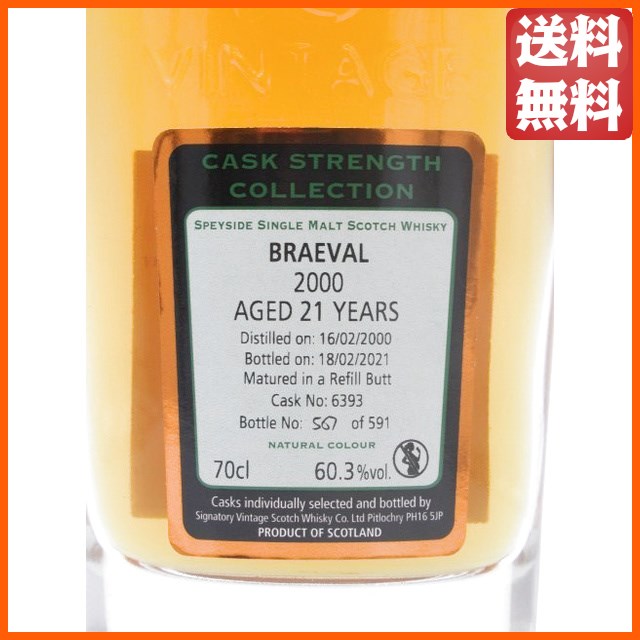 送料
無料
VINTAGE
CASK STRENGTH
COLLECTION
SPEYSIDE SINGLE MALT SCOTCH WHISKY
BRAEVAL
2000
AGED 21 YEARS
Distilled on: 16/02/2000
Bottled on: 18/02/2021
Matured in a Refill Butt
Cask No: 6393
Bottle No: 567 of 591
NATURAL COLOUR
70cl 60.3%vol.
Casks individually selected and bottled by
Signatory Vintage Scotch Whisky Co. Ltd Pitlochry PH16 5JP
PRODUCT OF SCOTLAND